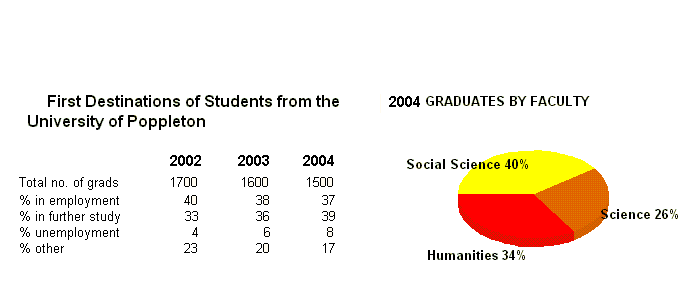 First Destinations of Students from the
University of Poppleton
2002 2003 2004
Total no. of grads 1700 1600 1500
% in employment 40 38 37
% in further study 33 36 39
% unemployment 4 6 8
% other 23 20 17
2004 GRADUATES BY FACULTY
Social Science 40%
Science 26%
Humanities 34%